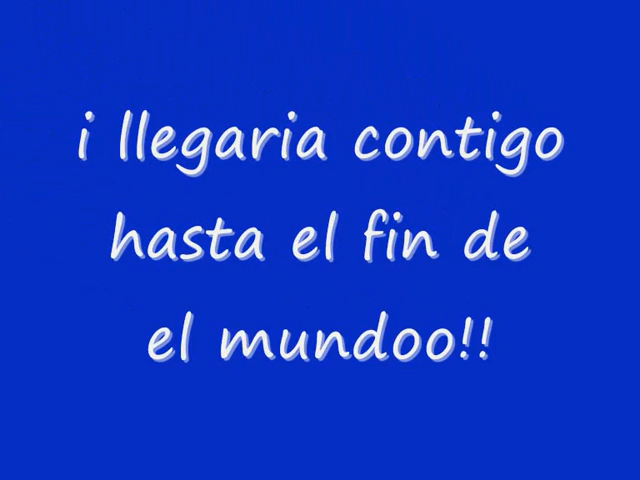 i llegaria contigo
hasta el fin de
el mundoo!!